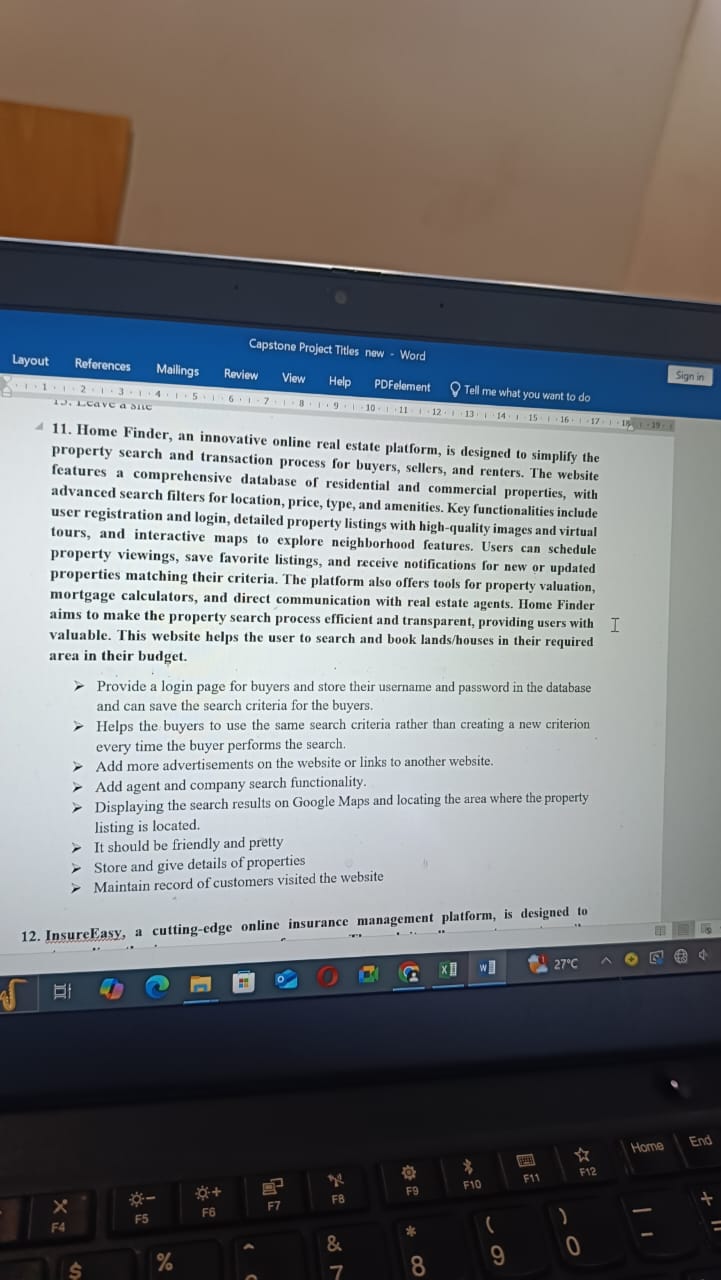 Capstone Project Titles new - Word
Sign in
Layout References Mailings Review View Help PDFelement Tell me what you want to do
1 2 3 4 5 6 7 8 9 10 11 12 13 14 15 16 17 18 19
11. Home Finder, an innovative online real estate platform, is designed to simplify the
property search and transaction process for buyers, sellers, and renters. The website
features a comprehensive database of residential and commercial properties, with
advanced search filters for location, price, type, and amenities. Key functionalities include
user registration and login, detailed property listings with high-quality images and virtual
tours, and interactive maps to explore neighborhood features. Users can schedule
property viewings, save favorite listings, and receive notifications for new or updated
properties matching their criteria. The platform also offers tools for property valuation,
mortgage calculators, and direct communication with real estate agents. Home Finder
aims to make the property search process efficient and transparent, providing users with
valuable. This website helps the user to search and book lands/houses in their required
area in their budget.
➤ Provide a login page for buyers and store their username and password in the database
and can save the search criteria for the buyers.
➤ Helps the buyers to use the same search criteria rather than creating a new criterion
every time the buyer performs the search.
➤ Add more advertisements on the website or links to another website.
➤ Add agent and company search functionality.
➤ Displaying the search results on Google Maps and locating the area where the property
listing is located.
➤ It should be friendly and pretty
➤ Store and give details of properties
➤ Maintain record of customers visited the website
12. InsureEasy, a cutting-edge online insurance management platform, is designed to
27°C
Home End
F4 F5 F6 F7 F8 F9 F10 F11 F12
$ % ^ & * ( )
7 8 9 0